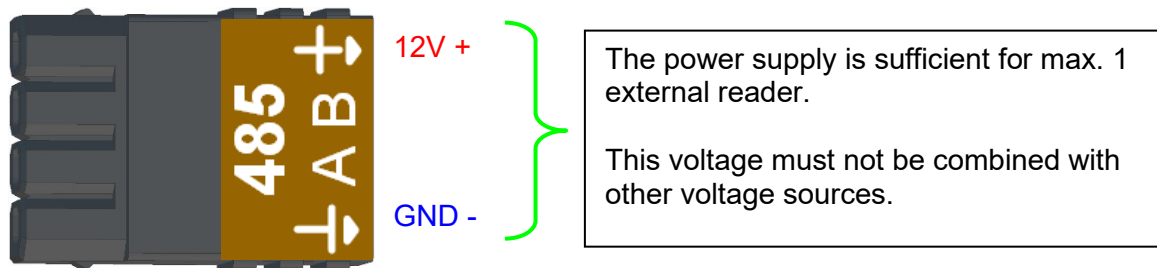 12V +
485
A B
GND -
The power supply is sufficient for max. 1
external reader.
This voltage must not be combined with
other voltage sources.